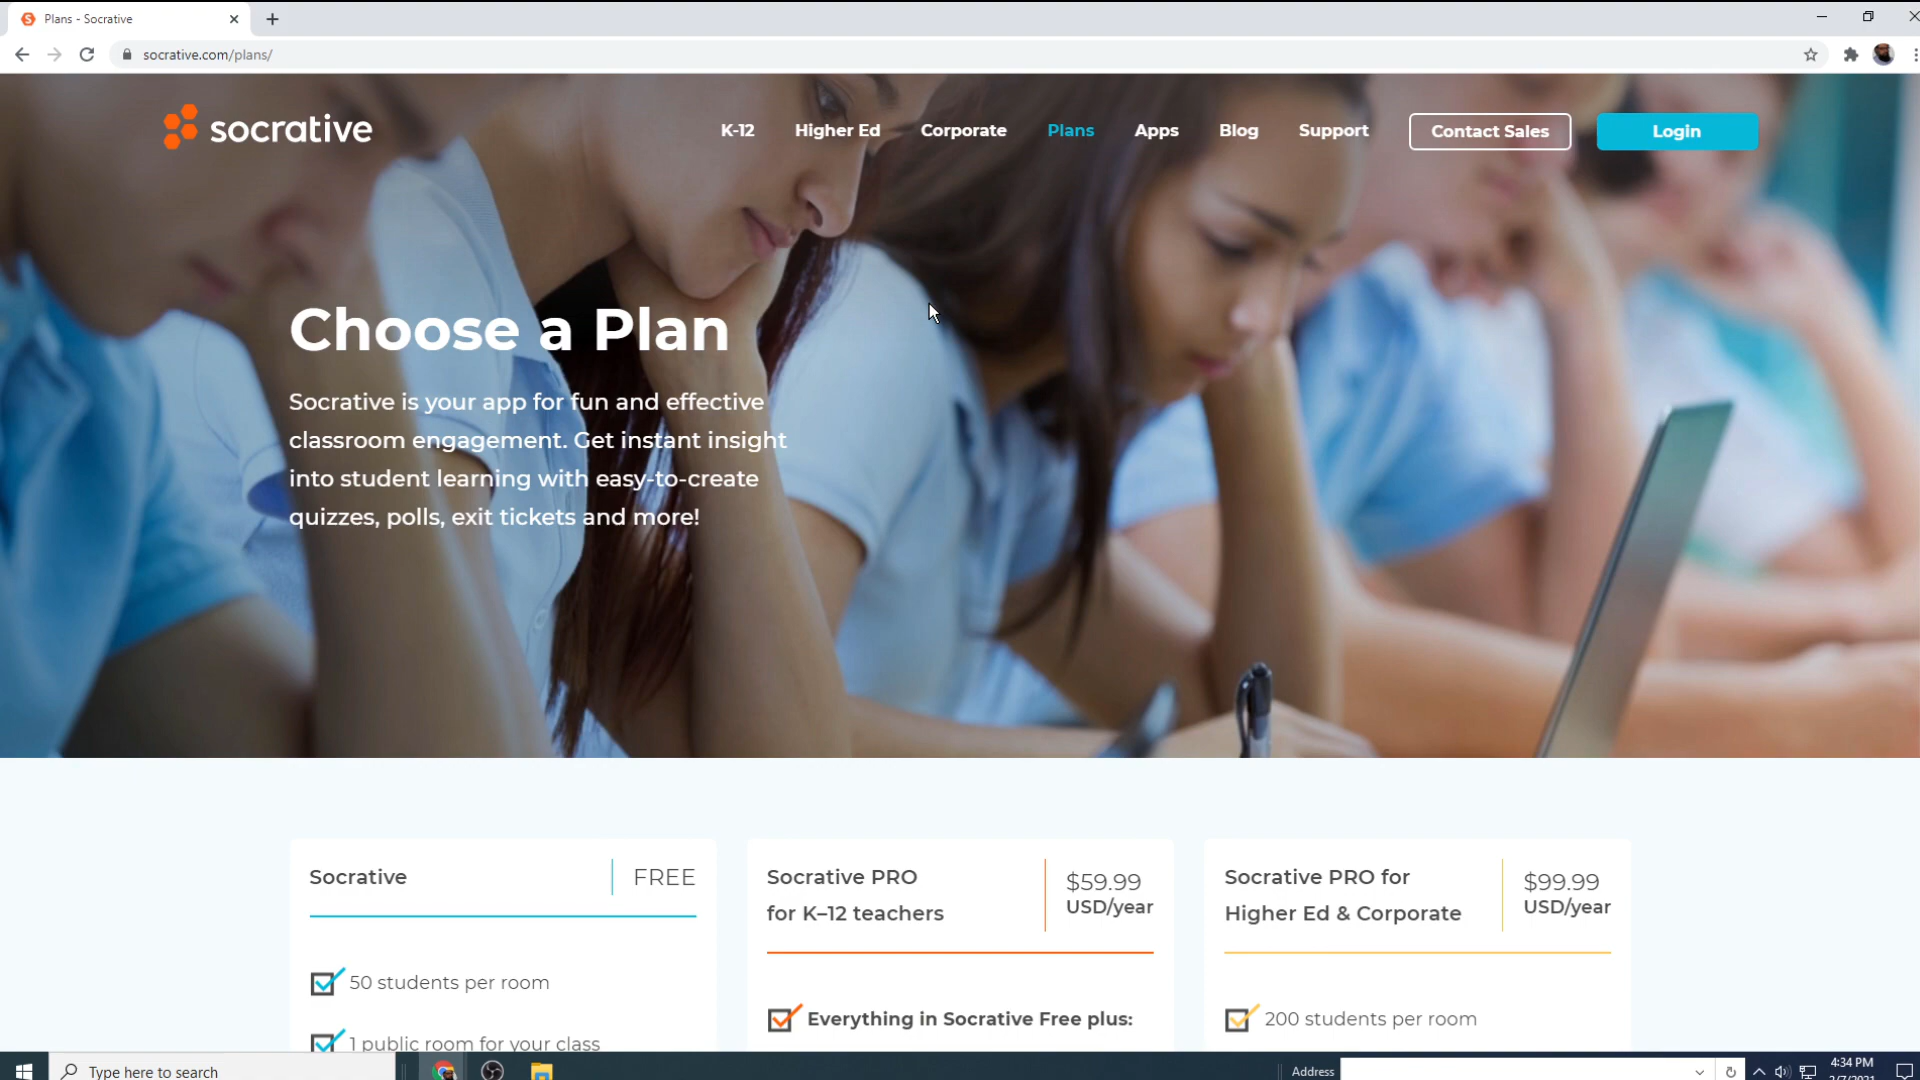 Plans - Socrative
socrative.com/plans/
socrative
K-12
Higher Ed
Corporate
Plans
Apps
Blog
Support
Contact Sales
Login
Choose a Plan
Socrative is your app for fun and effective
classroom engagement. Get instant insight
into student learning with easy-to-create
quizzes, polls, exit tickets and more!
Socrative
FREE
50 students per room
1 public room for your class
Socrative PRO
for K–12 teachers
$59.99
USD/year
Everything in Socrative Free plus:
Socrative PRO for
Higher Ed & Corporate
$99.99
USD/year
200 students per room
Type here to search
Address
4:34 PM